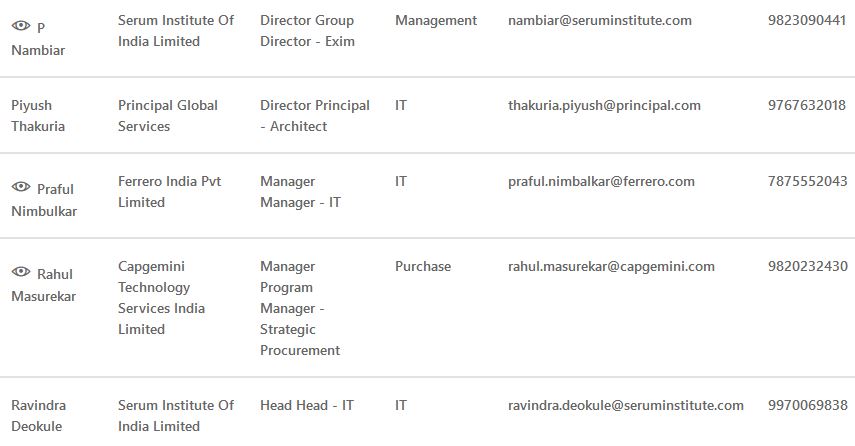 P Nambiar Serum Institute Of India Limited Director Group Director - Exim Management nambiar@seruminstitute.com 9823090441
Piyush Thakuria Principal Global Services Director Principal - Architect IT thakuria.piyush@principal.com 9767632018
Praful Nimbulkar Ferrero India Pvt Limited Manager Manager - IT IT praful.nimbalkar@ferrero.com 7875552043
Rahul Masurekar Capgemini Technology Services India Limited Manager Program Manager - Strategic Procurement Purchase rahul.masurekar@capgemini.com 9820232430
Ravindra Deokule Serum Institute Of India Limited Head Head - IT IT ravindra.deokule@seruminstitute.com 9970069838